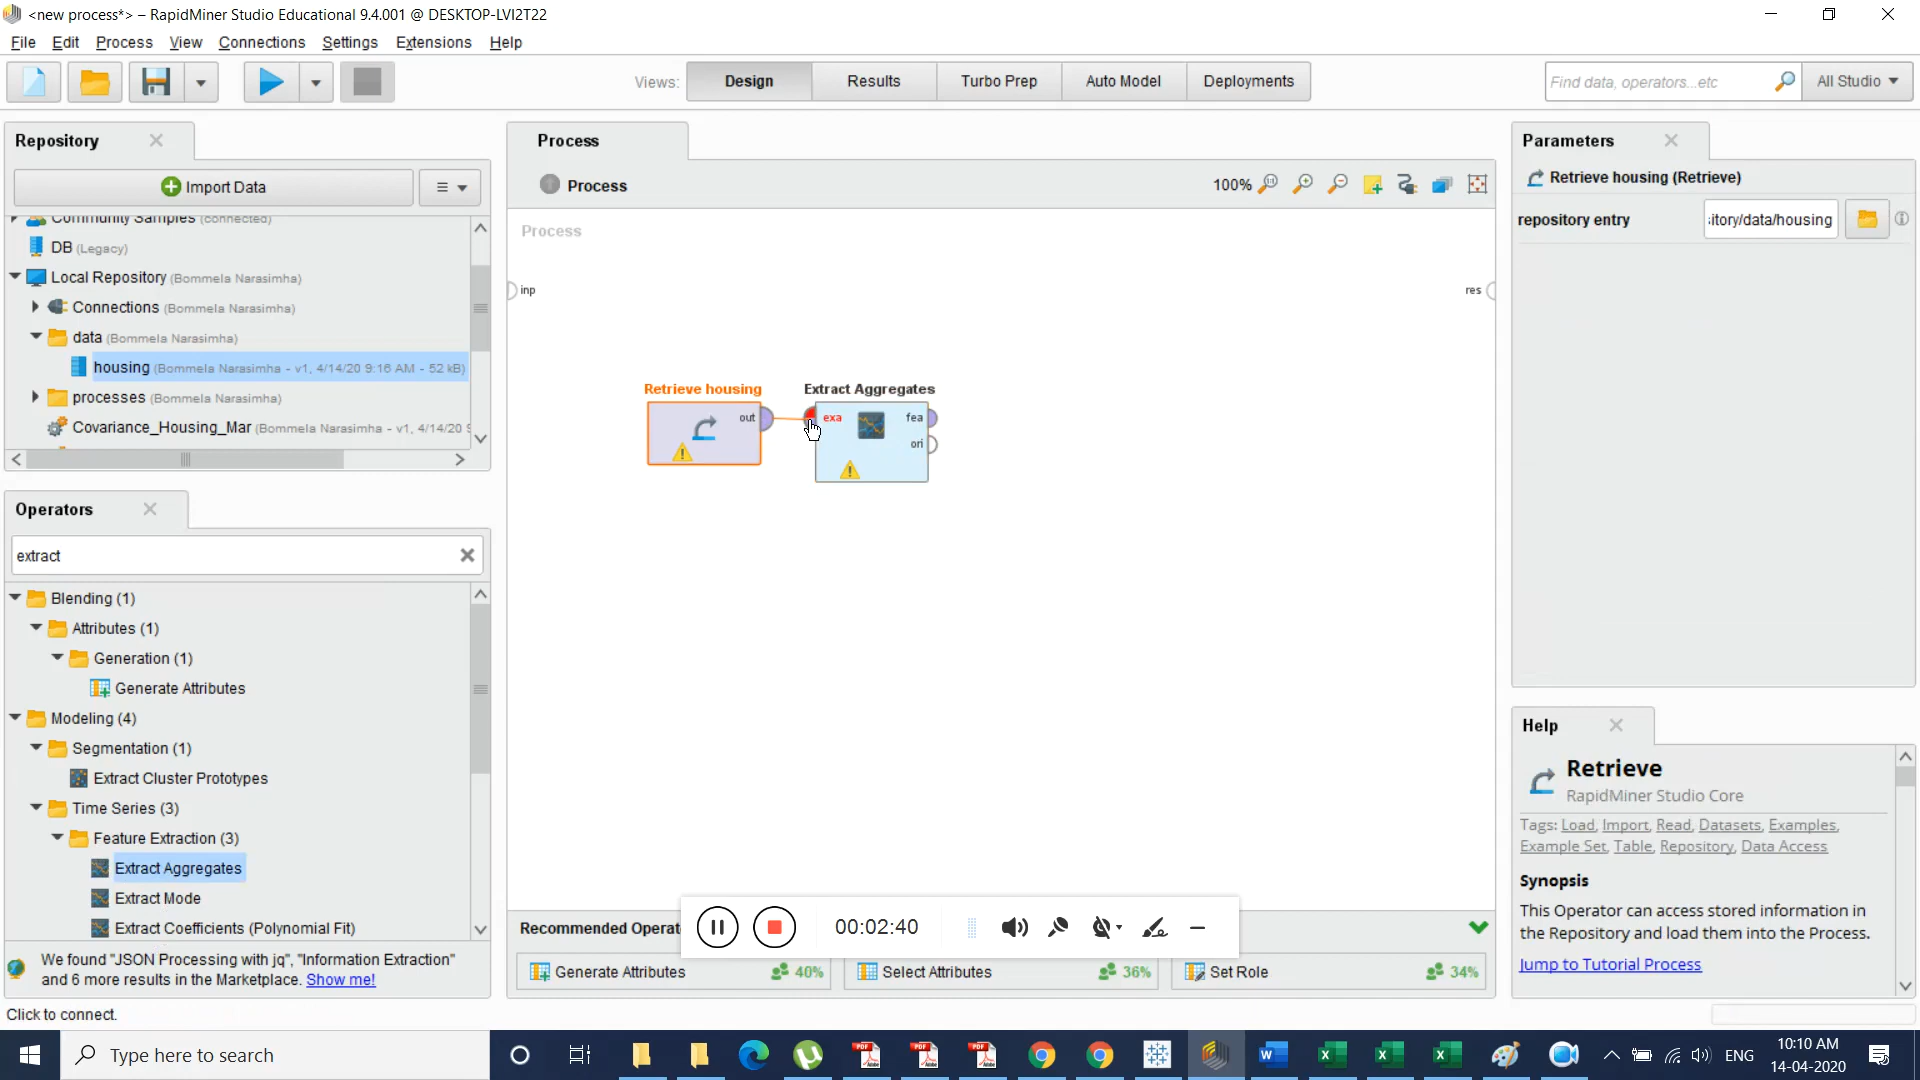 <new process*> – RapidMiner Studio Educational 9.4.001 @ DESKTOP-LVI2T22
File Edit Process View Connections Settings Extensions Help
Views: Design Results Turbo Prep Auto Model Deployments
Find data, operators...etc
All Studio
Repository
Import Data
Community Samples (connected)
DB (Legacy)
Local Repository (Bommela Narasimha)
Connections (Bommela Narasimha)
data (Bommela Narasimha)
housing (Bommela Narasimha - v1, 4/14/20 9:16 AM - 52 kB)
processes (Bommela Narasimha)
Covariance_Housing_Mar (Bommela Narasimha - v1, 4/14/20 9
Operators
extract
Blending (1)
Attributes (1)
Generation (1)
Generate Attributes
Modeling (4)
Segmentation (1)
Extract Cluster Prototypes
Time Series (3)
Feature Extraction (3)
Extract Aggregates
Extract Mode
Extract Coefficients (Polynomial Fit)
We found "JSON Processing with jq", "Information Extraction"
and 6 more results in the Marketplace. Show me!
Click to connect.
Process
Process
100%
Process
inp
res
Retrieve housing
out
Extract Aggregates
exa
fea
ori
Recommended Operat
00:02:40
Generate Attributes 40%
Select Attributes 36%
Set Role 34%
Parameters
Retrieve housing (Retrieve)
repository entry
itory/data/housing
Help
Retrieve
RapidMiner Studio Core
Tags: Load, Import, Read, Datasets, Examples,
Example Set, Table, Repository, Data Access
Synopsis
This Operator can access stored information in
the Repository and load them into the Process.
Jump to Tutorial Process
Type here to search
ENG
10:10 AM
14-04-2020